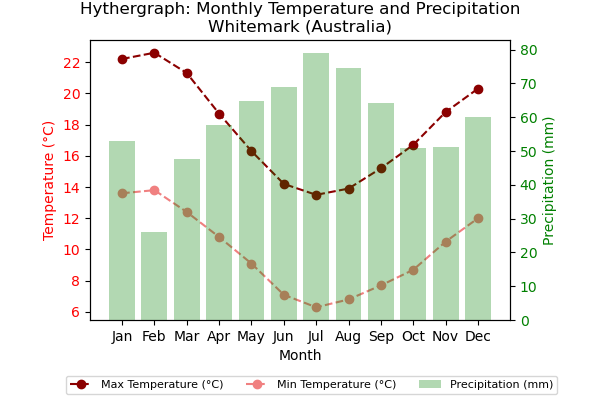 Hythergraph: Monthly Temperature and Precipitation
Whitemark (Australia)
Temperature (°C)
22
20
18
16
14
12
10
8
6
80
70
60
50
40
30
20
10
0
Precipitation (mm)
Jan Feb Mar Apr May Jun Jul Aug Sep Oct Nov Dec
Month
Max Temperature (°C) Min Temperature (°C) Precipitation (mm)